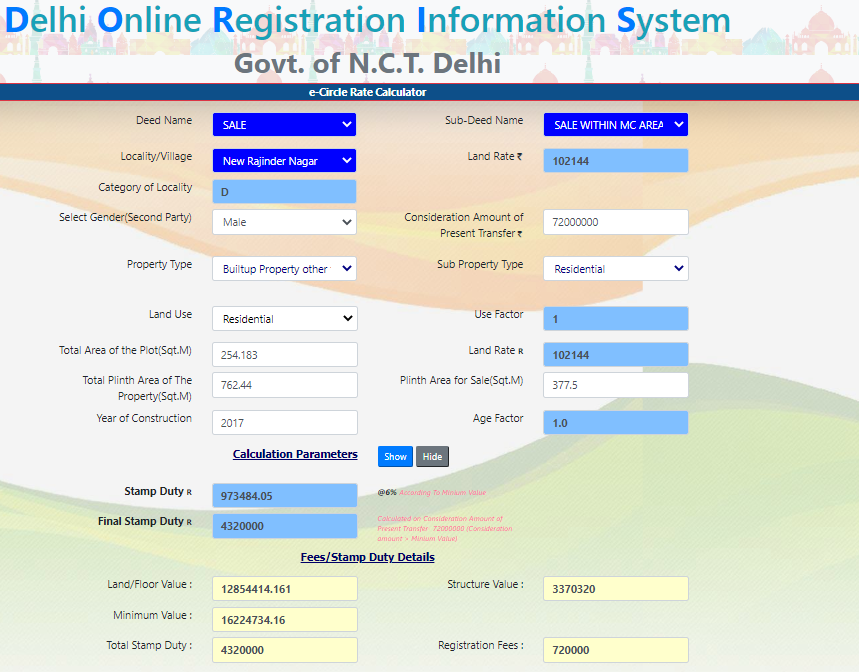 Delhi Online Registration Information System
Govt. of N.C.T. Delhi
e-Circle Rate Calculator
Deed Name SALE Sub-Deed Name SALE WITHIN MC AREA
Locality/Village New Rajinder Nagar Land Rate ₹ 102144
Category of Locality D
Select Gender(Second Party) Male Consideration Amount of
Present Transfer ₹ 72000000
Property Type Builtup Property other Sub Property Type Residential
Land Use Residential Use Factor 1
Total Area of the Plot(Sqt.M) 254.183 Land Rate R 102144
Total Plinth Area of The
Property(Sqt.M) 762.44 Plinth Area for Sale(Sqt.M) 377.5
Year of Construction 2017 Age Factor 1.0
Calculation Parameters Show Hide
Stamp Duty R 973484.05 @6% According To Minium Value
Final Stamp Duty R 4320000 Calculated on Consideration Amount of
Present Transfer 72000000 (Consideration
amount > Minium Value)
Fees/Stamp Duty Details
Land/Floor Value : 12854414.161 Structure Value : 3370320
Minimum Value : 16224734.16
Total Stamp Duty : 4320000 Registration Fees : 720000